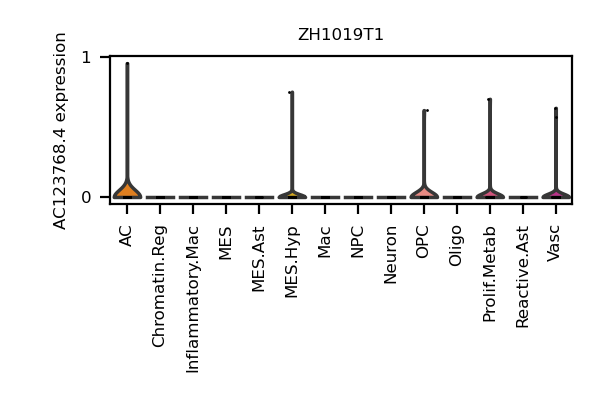 ZH1019T1
AC123768.4 expression
1
0
AC
Chromatin.Reg
Inflammatory.Mac
MES
MES.Ast
MES.Hyp
Mac
NPC
Neuron
OPC
Oligo
Prolif.Metab
Reactive.Ast
Vasc